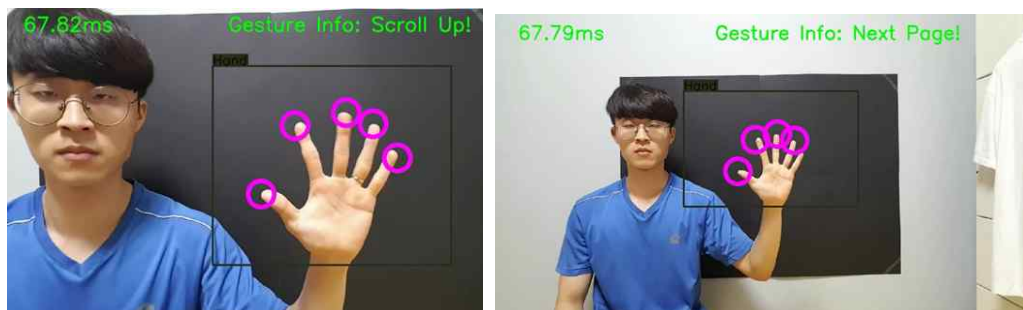 67.82ms
Gesture Info: Scroll Up!
Hand
67.79ms
Gesture Info: Next Page!
Hand